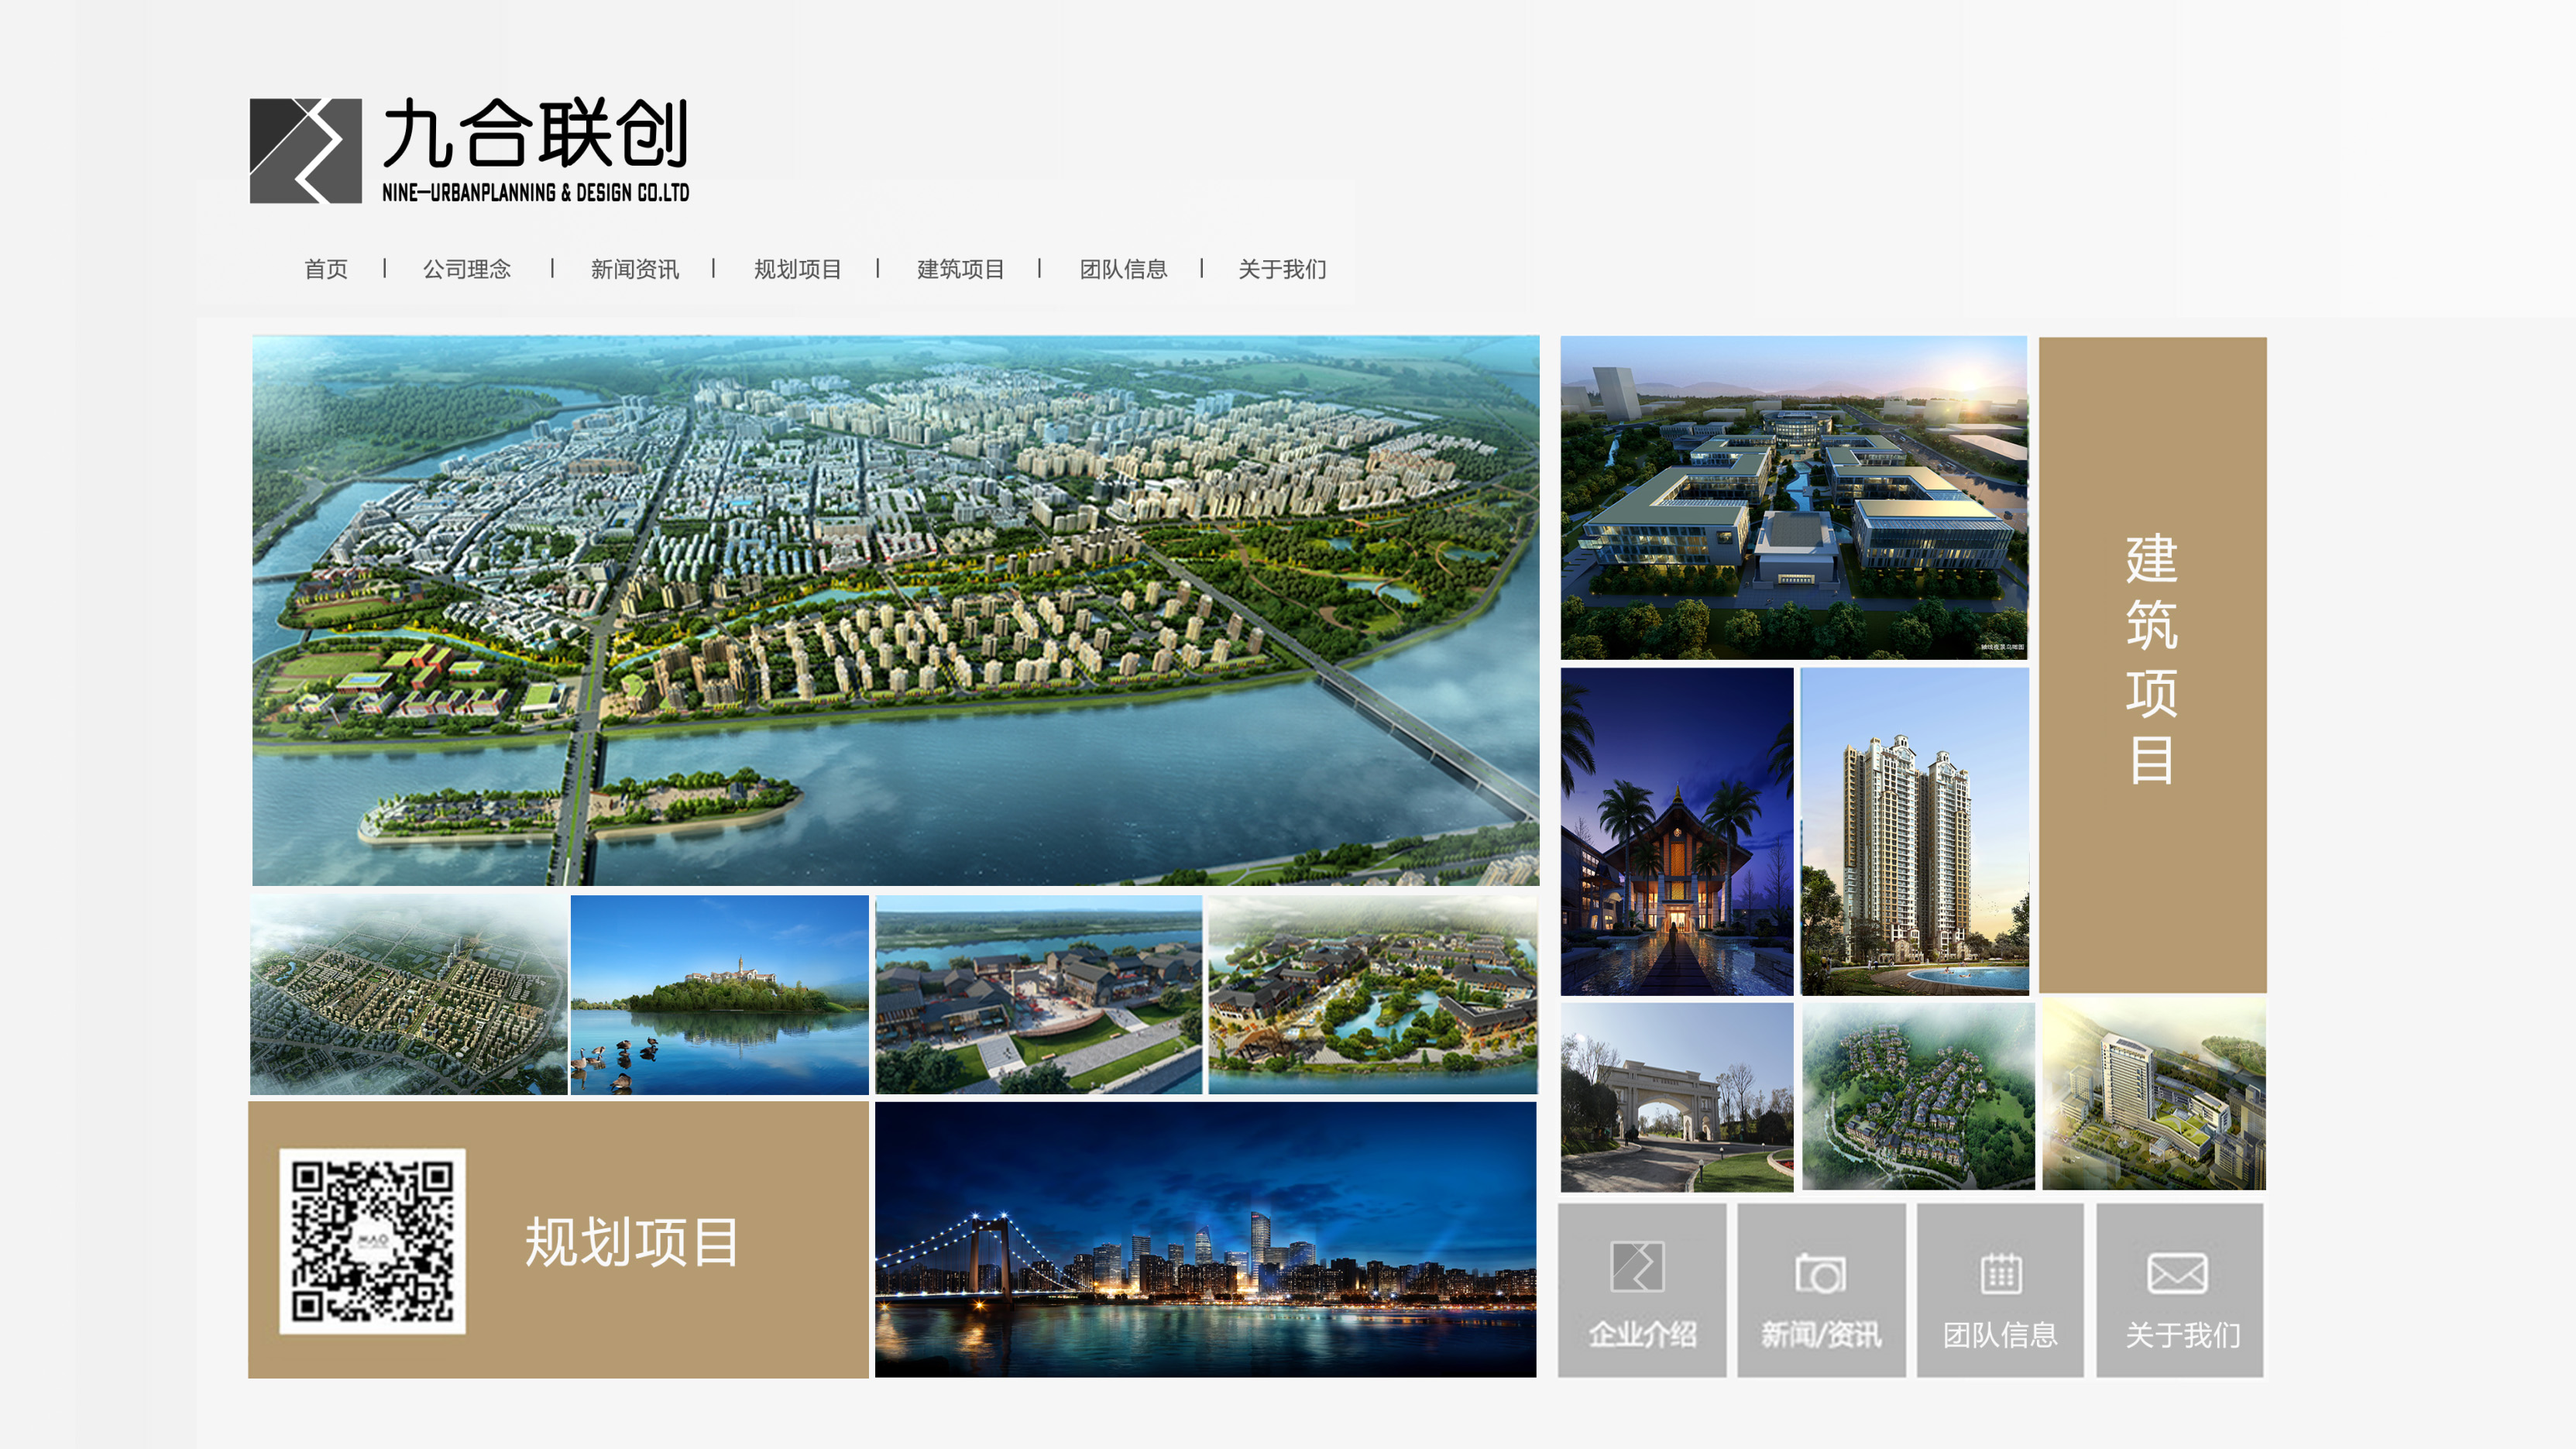 九合联创
NINE-URBANPLANNING & DESIGN CO.LTD
首页 | 公司理念 | 新闻资讯 | 规划项目 | 建筑项目 | 团队信息 | 关于我们
建筑项目
规划项目
企业介绍
新闻/资讯
团队信息
关于我们